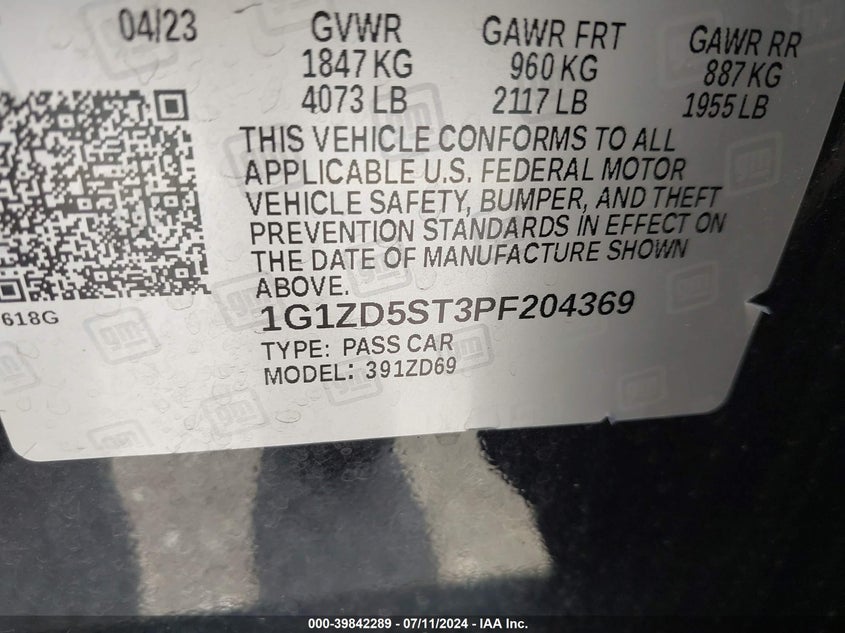 04/23 GVWR GAWR FRT GAWR RR
1847 KG 960 KG 887 KG
4073 LB 2117 LB 1955 LB
THIS VEHICLE CONFORMS TO ALL
APPLICABLE U.S. FEDERAL MOTOR
VEHICLE SAFETY, BUMPER, AND THEFT
PREVENTION STANDARDS IN EFFECT ON
THE DATE OF MANUFACTURE SHOWN
ABOVE.
618G
1G1ZD5ST3PF204369
TYPE: PASS CAR
MODEL: 391ZD69
gm
000-39842289 - 07/11/2024 - IAA Inc.